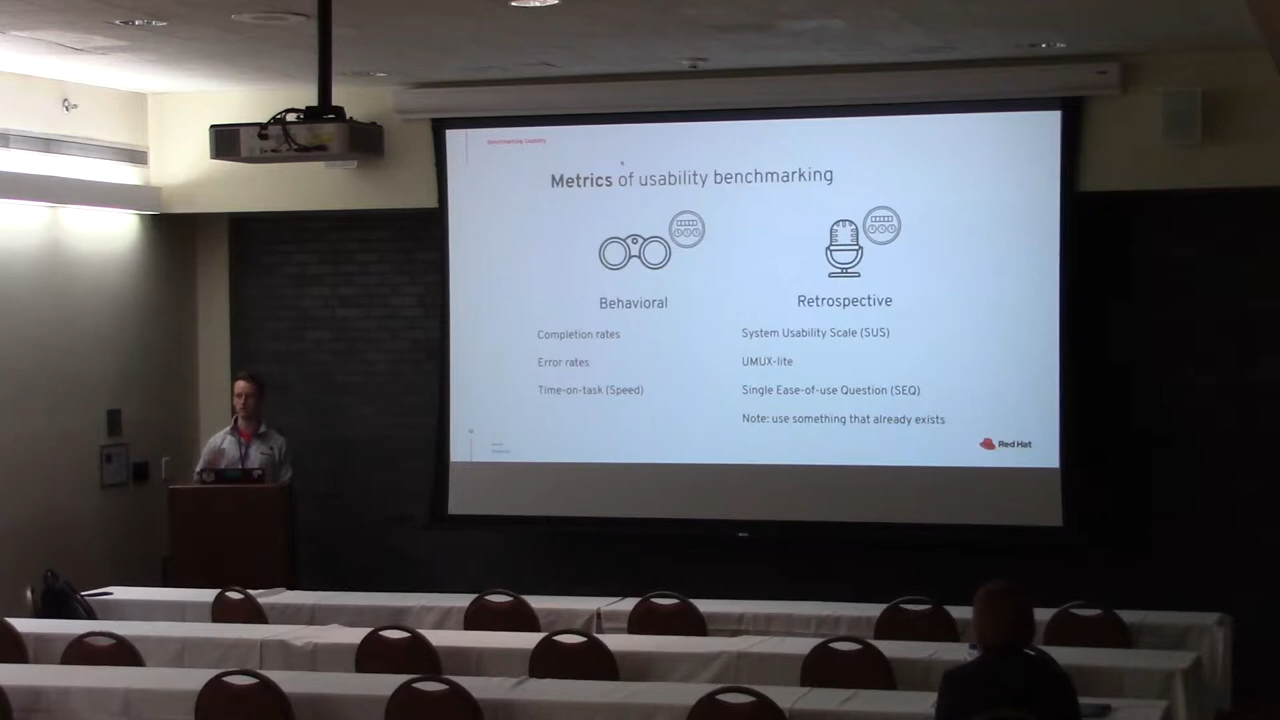 Benchmarking Usability
Metrics of usability benchmarking
Behavioral
Completion rates
Error rates
Time-on-task (Speed)
Retrospective
System Usability Scale (SUS)
UMUX-lite
Single Ease-of-use Question (SEQ)
Note: use something that already exists
Red Hat